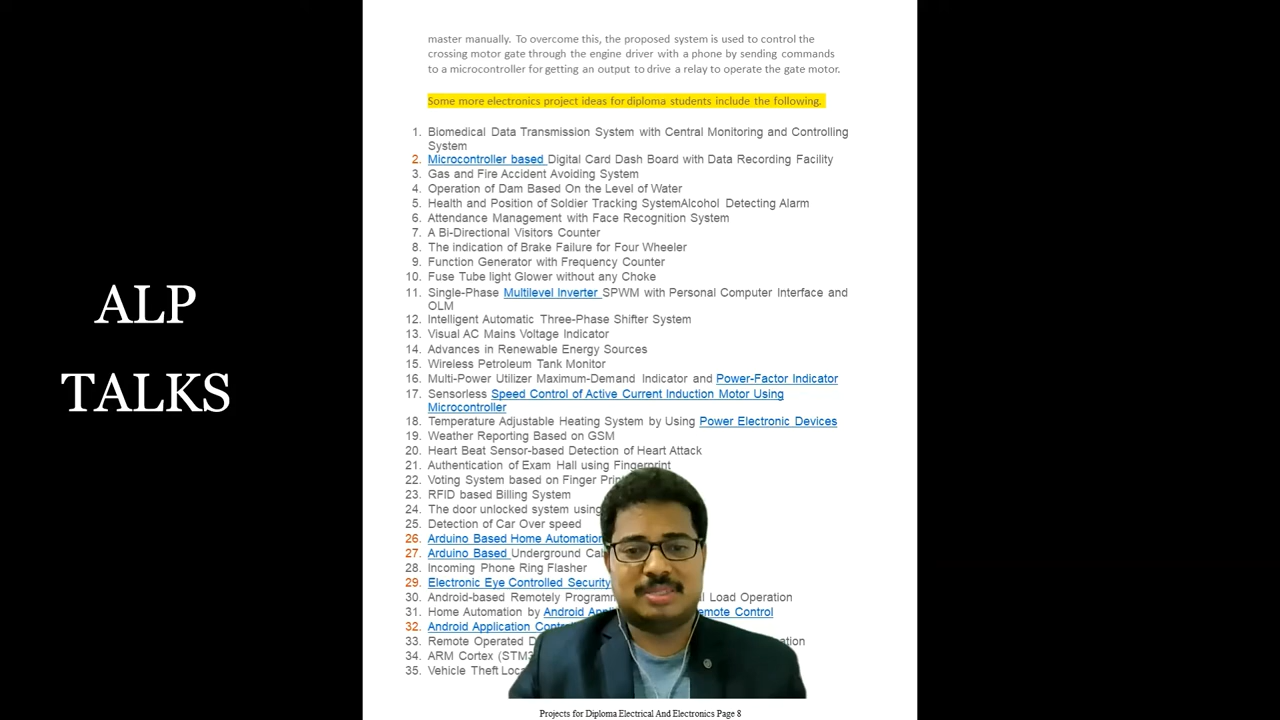 master manually. To overcome this, the proposed system is used to control the
crossing motor gate through the engine driver with a phone by sending commands
to a microcontroller for getting an output to drive a relay to operate the gate motor.
Some more electronics project ideas for diploma students include the following.
1. Biomedical Data Transmission System with Central Monitoring and Controlling
System
2. Microcontroller based Digital Card Dash Board with Data Recording Facility
3. Gas and Fire Accident Avoiding System
4. Operation of Dam Based On the Level of Water
5. Health and Position of Soldier Tracking SystemAlcohol Detecting Alarm
6. Attendance Management with Face Recognition System
7. A Bi-Directional Visitors Counter
8. The indication of Brake Failure for Four Wheeler
9. Function Generator with Frequency Counter
10. Fuse Tube light Glower without any Choke
11. Single-Phase Multilevel Inverter SPWM with Personal Computer Interface and
OLM
12. Intelligent Automatic Three-Phase Shifter System
13. Visual AC Mains Voltage Indicator
14. Advances in Renewable Energy Sources
15. Wireless Petroleum Tank Monitor
16. Multi-Power Utilizer Maximum-Demand Indicator and Power-Factor Indicator
17. Sensorless Speed Control of Active Current Induction Motor Using
Microcontroller
18. Temperature Adjustable Heating System by Using Power Electronic Devices
19. Weather Reporting Based on GSM
20. Heart Beat Sensor-based Detection of Heart Attack
21. Authentication of Exam Hall using Fingerprint
22. Voting System based on Finger
23. RFID based Billing System
24. The door unlocked system using
25. Detection of Car Over speed
26. Arduino Based Home Automation
27. Arduino Based Underground
28. Incoming Phone Ring Flasher
29. Electronic Eye Controlled Security
30. Android-based Remotely Load Operation
31. Home Automation by Android Remote Control
32. Android Application
33. Remote Operated
34. ARM Cortex
35. Vehicle Theft
Projects for Diploma Electrical And Electronics Page 8
ALP
TALKS